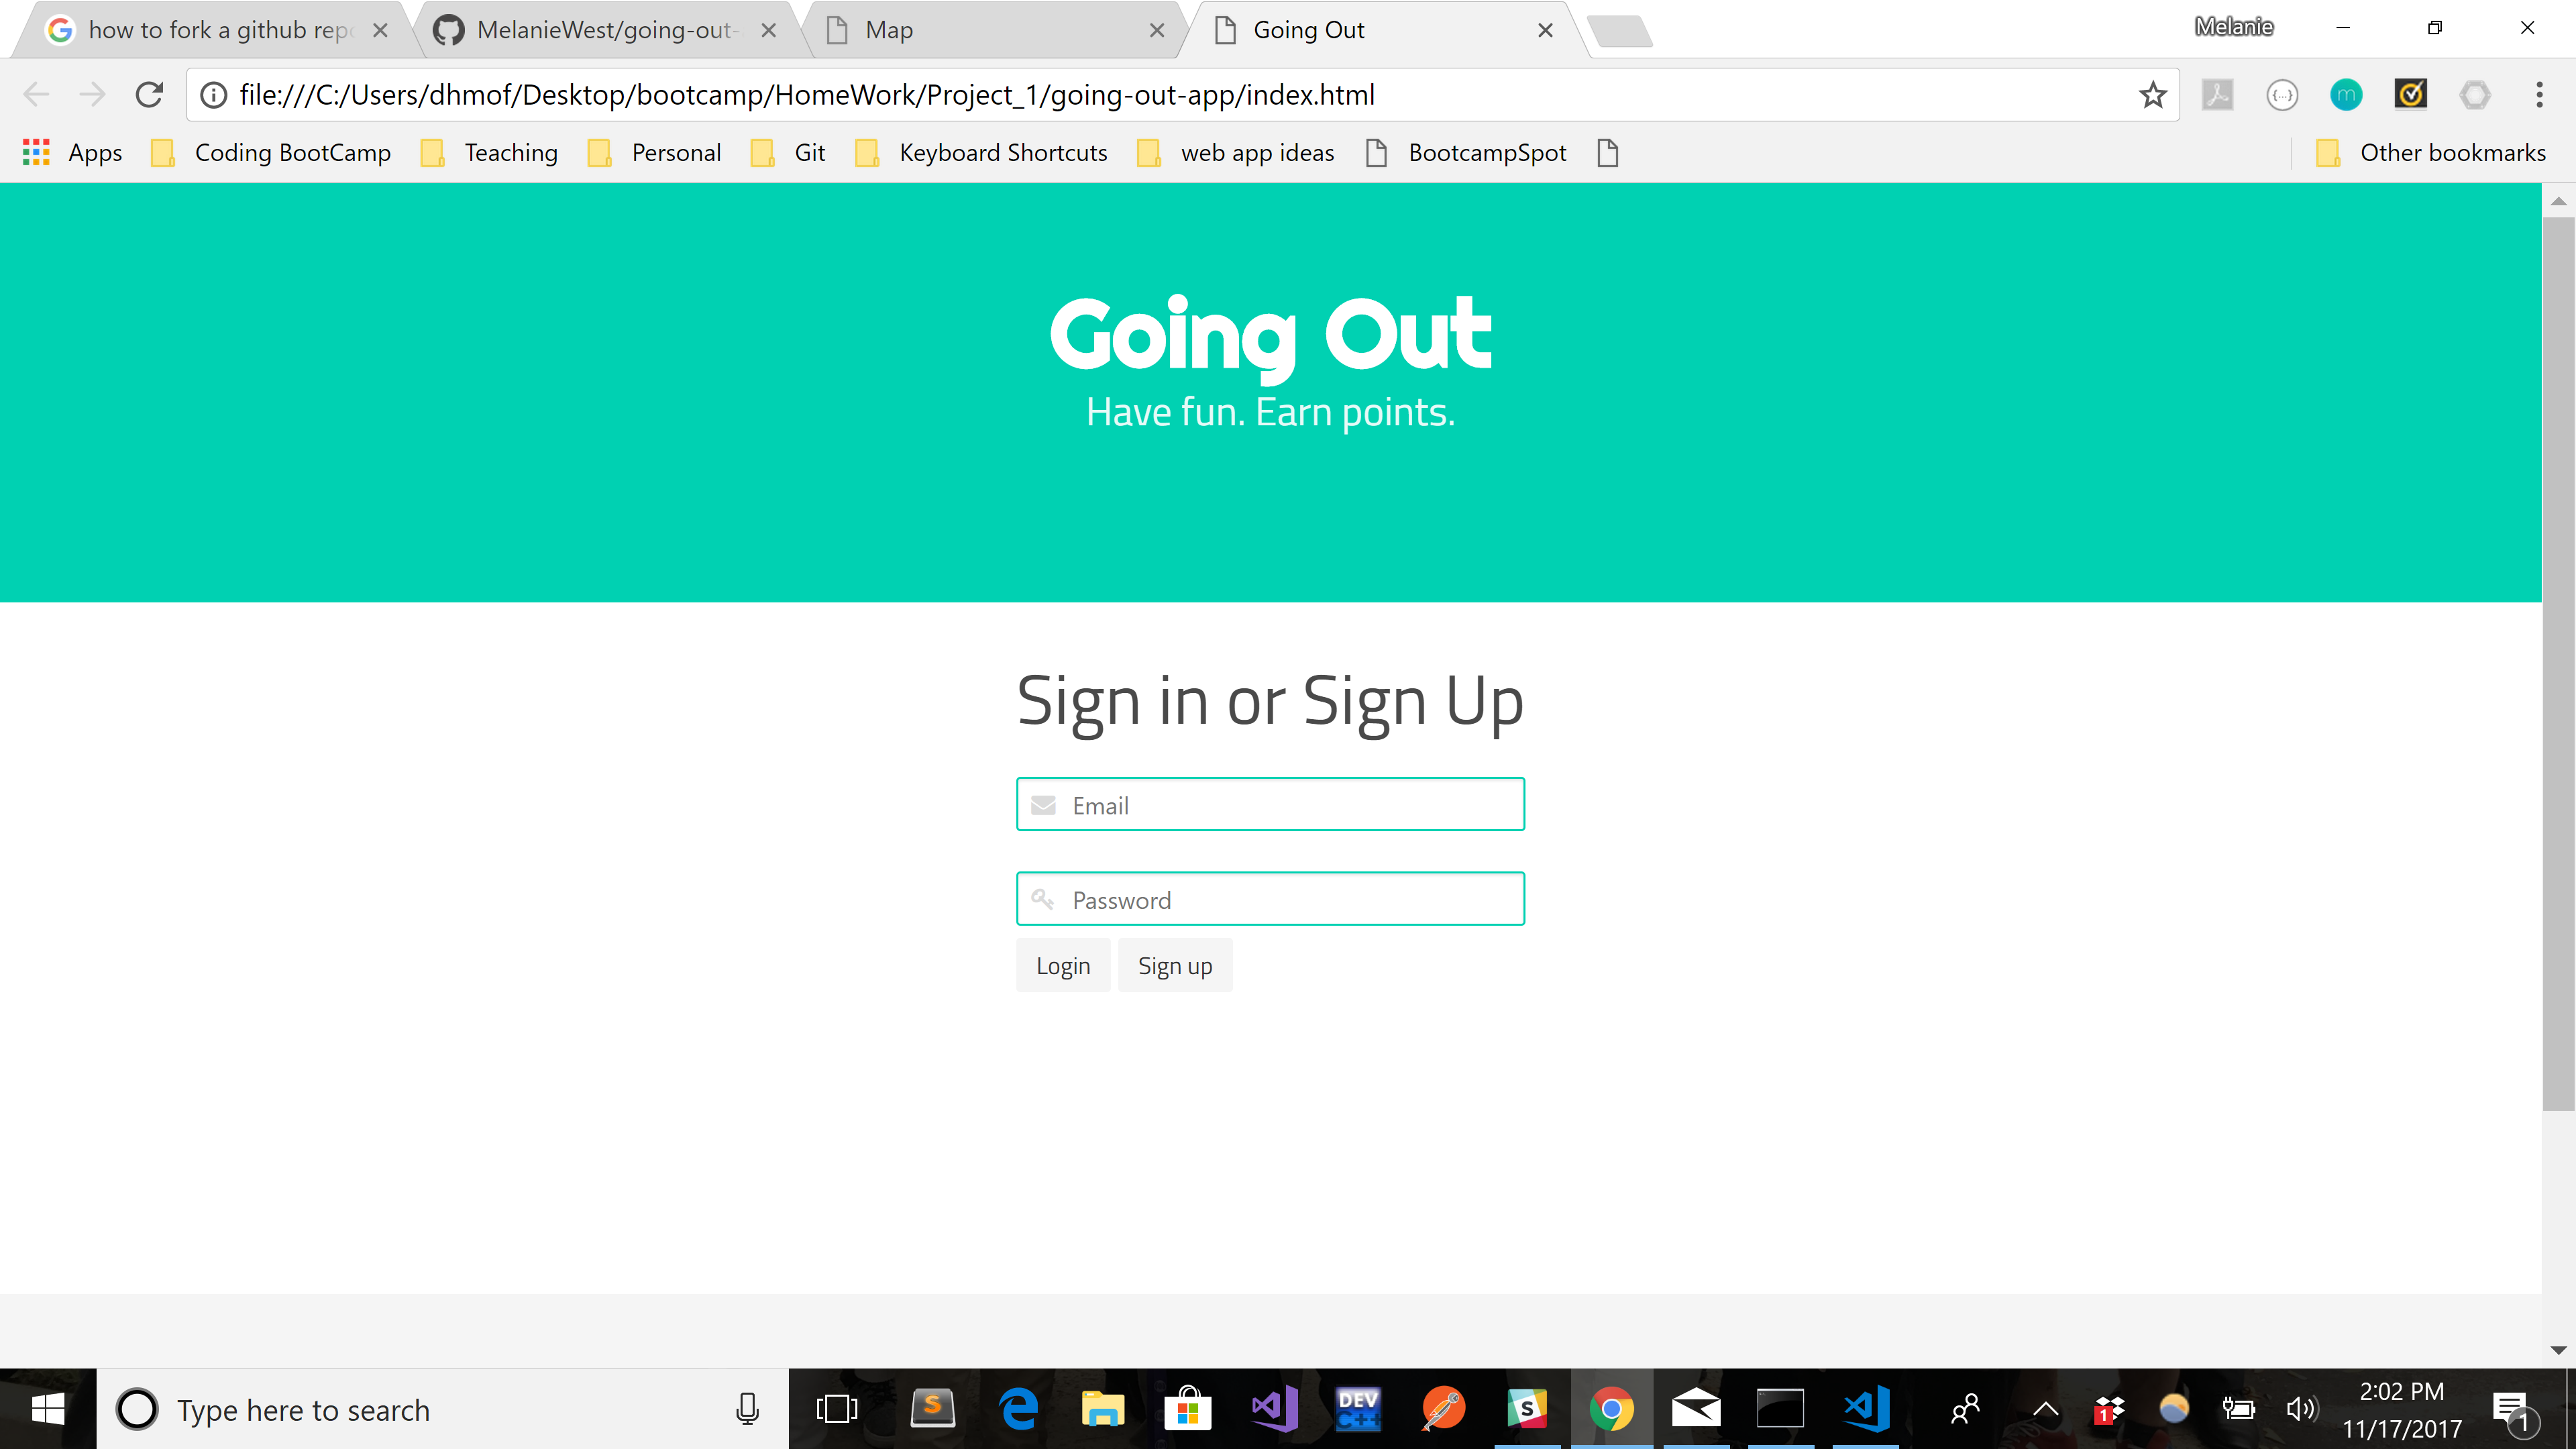 how to fork a github rep
MelanieWest/going-out-
Map
Going Out
Melanie
file:///C:/Users/dhmof/Desktop/bootcamp/HomeWork/Project_1/going-out-app/index.html
{...}
m
Apps
Coding BootCamp
Teaching
Personal
Git
Keyboard Shortcuts
web app ideas
BootcampSpot
Other bookmarks
Going Out
Have fun. Earn points.
Sign in or Sign Up
Email
Password
Login
Sign up
Type here to search
S
DEV
C++
S
1
2:02 PM
11/17/2017
1